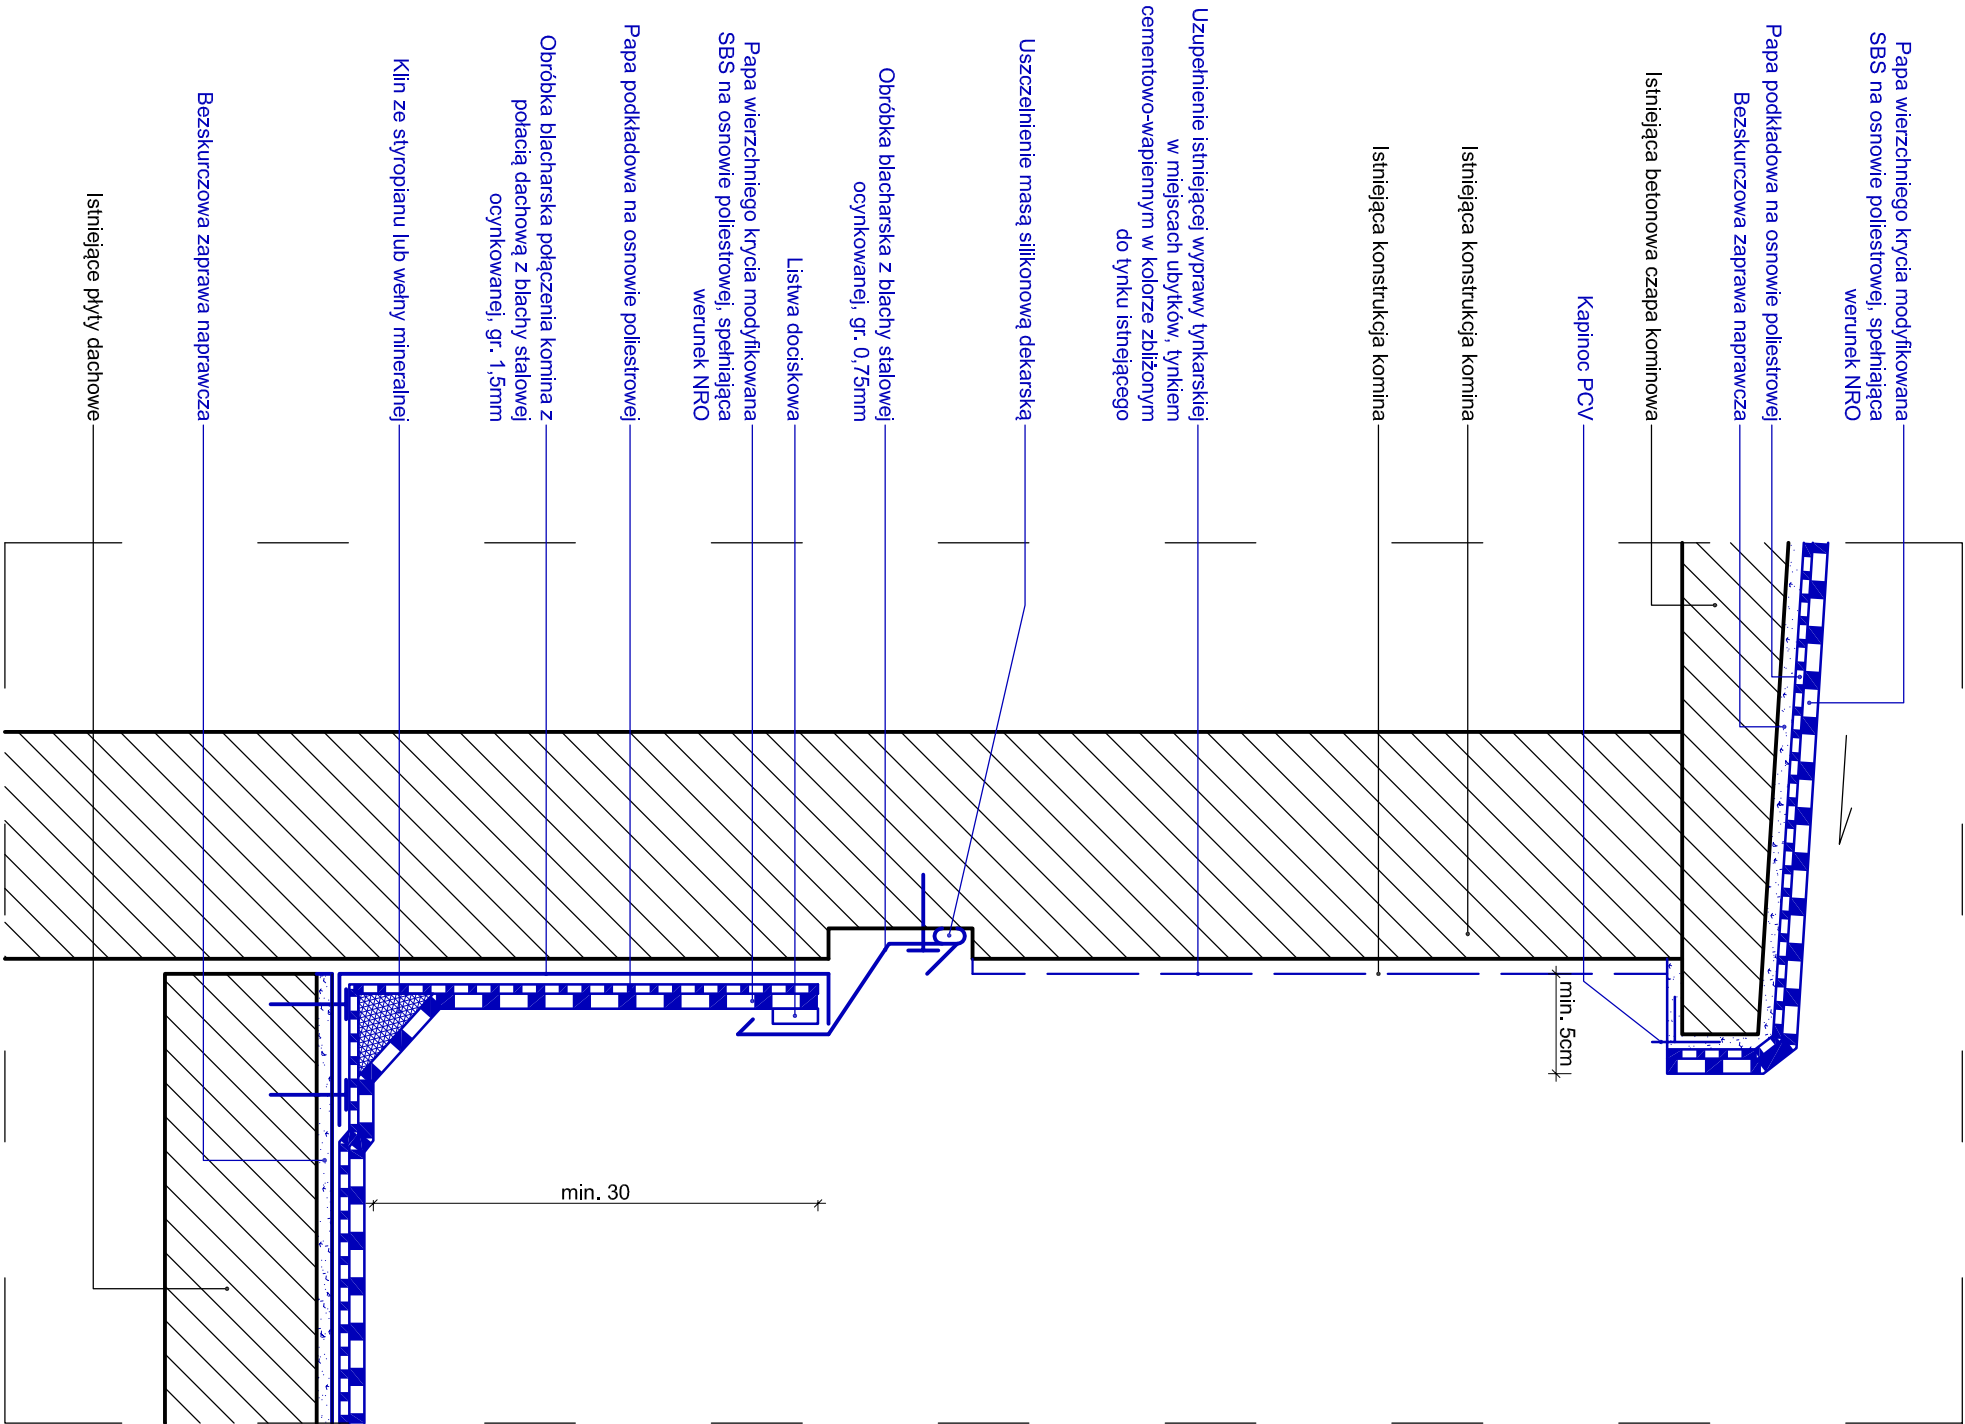 Papa wierzchniego krycia modyfikowana
SBS na osnowie poliestrowej, spełniająca
werunek NRO
Papa podkładowa na osnowie poliestrowej
Bezskurczowa zaprawa naprawcza
Istniejąca betonowa czapa kominowa
Kapinoc PCV
Istniejąca konstrukcja komina
Istniejąca konstrukcja komina
Uzupełnienie istniejącej wyprawy tynkarskiej
w miejscach ubytków, tynkiem
cementowo-wapiennym w kolorze zbliżonym
do tynku istniejącego
Uszczelnienie masą silikonową dekarską
Obróbka blacharska z blachy stalowej
ocynkowanej, gr. 0,75mm
Listwa dociskowa
Papa wierzchniego krycia modyfikowana
SBS na osnowie poliestrowej, spełniająca
werunek NRO
Papa podkładowa na osnowie poliestrowej
Obróbka blacharska połączenia komina z
połacią dachową z blachy stalowej
ocynkowanej, gr. 1,5mm
Klin ze styropianu lub wełny mineralnej
Bezskurczowa zaprawa naprawcza
Istniejące płyty dachowe
min. 5cm
min. 30